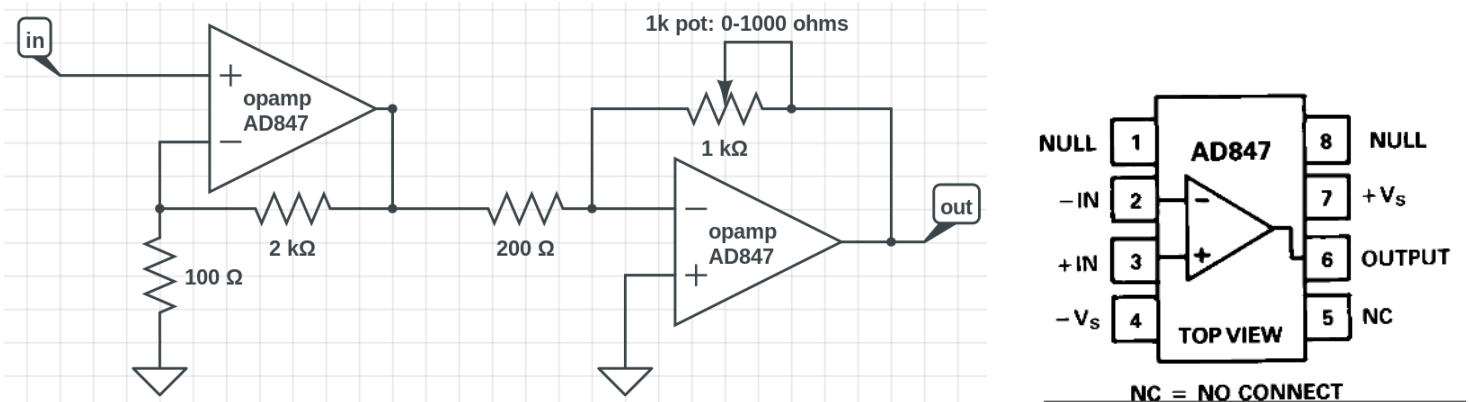 in
+
opamp
AD847
−
2 kΩ
100 Ω
200 Ω
1k pot: 0-1000 ohms
1 kΩ
−
opamp
AD847
+
out
NULL 1 AD847 8 NULL
−IN 2 − 7 +VS
+IN 3 + 6 OUTPUT
−VS 4 TOP VIEW 5 NC
NC = NO CONNECT